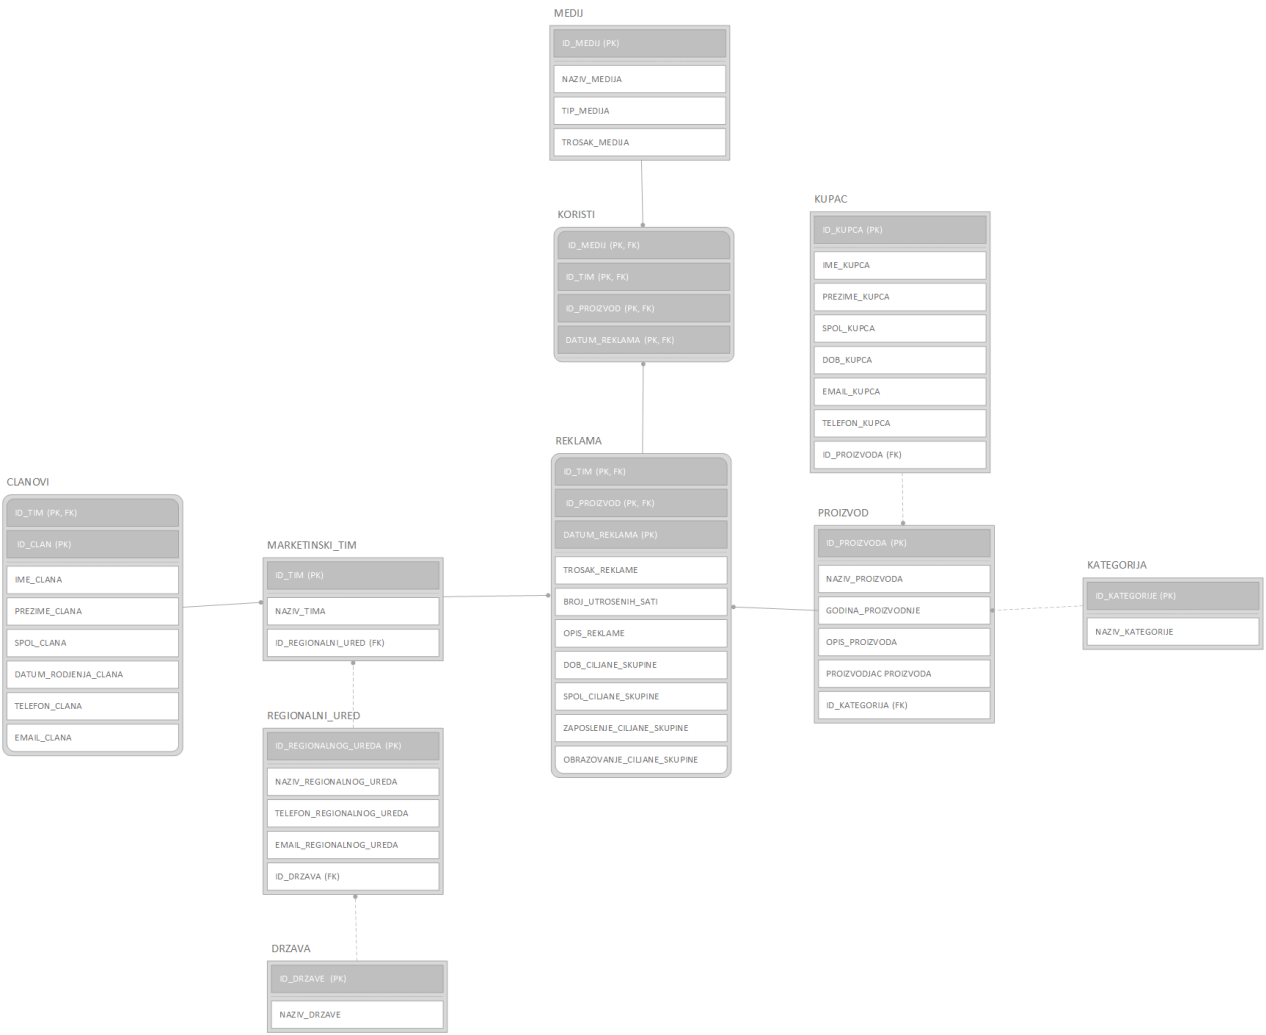 MEDIJ
ID_MEDIJ (PK)
NAZIV_MEDIJA
TIP_MEDIJA
TROSAK_MEDIJA
KORISTI
ID_MEDIJ (PK, FK)
ID_TIM (PK, FK)
ID_PROIZVOD (PK, FK)
DATUM_REKLAMA (PK, FK)
KUPAC
ID_KUPCA (PK)
IME_KUPCA
PREZIME_KUPCA
SPOL_KUPCA
DOB_KUPCA
EMAIL_KUPCA
TELEFON_KUPCA
ID_PROIZVODA (FK)
REKLAMA
ID_TIM (PK, FK)
ID_PROIZVOD (PK, FK)
DATUM_REKLAMA (PK)
TROSAK_REKLAME
BROJ_UTROSENIH_SATI
OPIS_REKLAME
DOB_CILJANE_SKUPINE
SPOL_CILJANE_SKUPINE
ZAPOSLENJE_CILJANE_SKUPINE
OBRAZOVANJE_CILJANE_SKUPINE
CLANOVI
ID_TIM (PK, FK)
ID_CLAN (PK)
IME_CLANA
PREZIME_CLANA
SPOL_CLANA
DATUM_RODJENJA_CLANA
TELEFON_CLANA
EMAIL_CLANA
MARKETINSKI_TIM
ID_TIM (PK)
NAZIV_TIMA
ID_REGIONALNI_URED (FK)
PROIZVOD
ID_PROIZVODA (PK)
NAZIV_PROIZVODA
GODINA_PROIZVODNJE
OPIS_PROIZVODA
PROIZVODJAC PROIZVODA
ID_KATEGORIJA (FK)
KATEGORIJA
ID_KATEGORIJE (PK)
NAZIV_KATEGORIJE
REGIONALNI_URED
ID_REGIONALNOG_UREDA (PK)
NAZIV_REGIONALNOG_UREDA
TELEFON_REGIONALNOG_UREDA
EMAIL_REGIONALNOG_UREDA
ID_DRZAVA (FK)
DRZAVA
ID_DRZAVE (PK)
NAZIV_DRZAVE